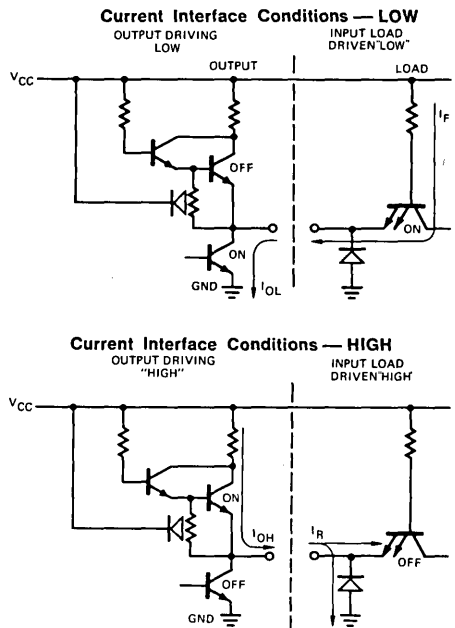 Current Interface Conditions — LOW
OUTPUT DRIVING
LOW
INPUT LOAD
DRIVEN"LOW"
OUTPUT
LOAD
VCC
IF
OFF
ON
ON
GND
IOL
Current Interface Conditions — HIGH
OUTPUT DRIVING
"HIGH"
INPUT LOAD
DRIVEN"HIGH"
VCC
ON
IOH
IR
OFF
OFF
GND